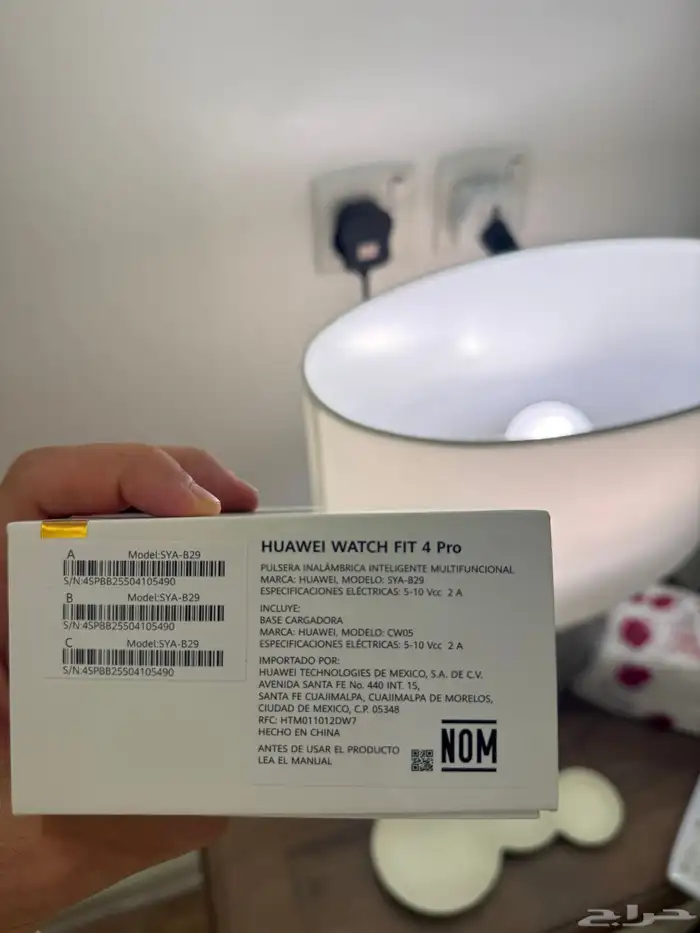 A Model:SYA-B29
S/N:4SPBB25504105490
B Model:SYA-B29
S/N:4SPBB25504105490
C Model:SYA-B29
S/N:4SPBB25504105490
HUAWEI WATCH FIT 4 Pro
PULSERA INALÁMBRICA INTELIGENTE MULTIFUNCIONAL
MARCA: HUAWEI, MODELO: SYA-B29
ESPECIFICACIONES ELÉCTRICAS: 5-10 Vcc 2 A
INCLUYE:
BASE CARGADORA
MARCA: HUAWEI, MODELO: CW05
ESPECIFICACIONES ELÉCTRICAS: 5-10 Vcc 2 A
IMPORTADO POR:
HUAWEI TECHNOLOGIES DE MEXICO, S.A. DE C.V.
AVENIDA SANTA FE No. 440 INT. 15,
SANTA FE CUAJIMALPA, CUAJIMALPA DE MORELOS,
CIUDAD DE MEXICO, C.P. 05348
RFC: HTM011012DW7
HECHO EN CHINA
ANTES DE USAR EL PRODUCTO
LEA EL MANUAL
NOM
حراج